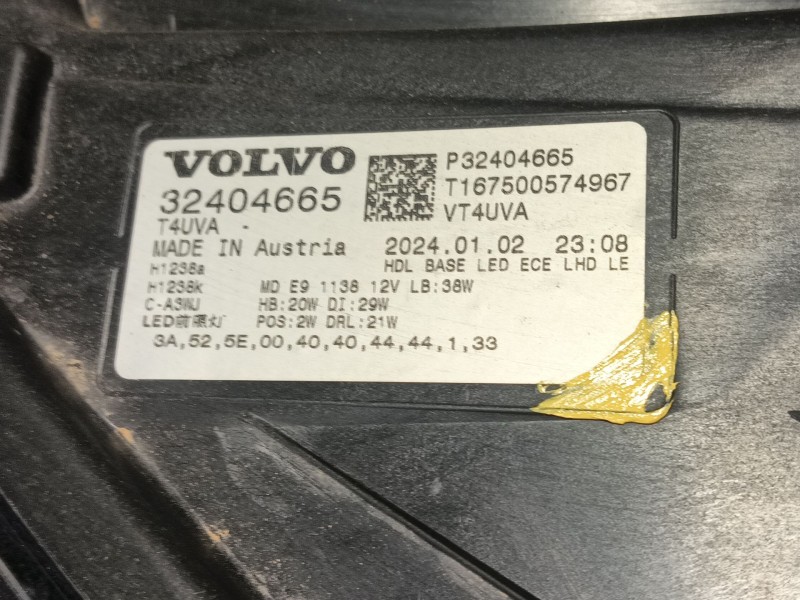 VOLVO
32404665
P32404665
T167500574967
VT4UVA
T4UVA -
MADE IN Austria 2024.01.02 23:08
H1238a HDL BASE LED ECE LHD LE
H1238k MD E9 1138 12V LB:38W
C-A3WJ HB:20W DI:29W
LED前照灯 POS:2W DRL:21W
3A,52,5E,00,40,40,44,44,1,33